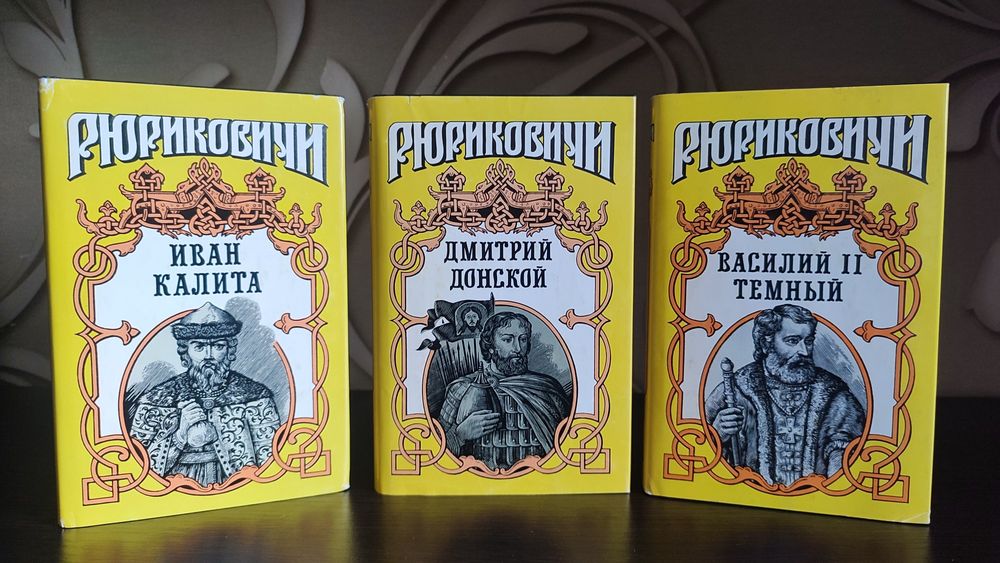 РЮРИКОВИЧИ
ИВАН
КАЛИТА
РЮРИКОВИЧИ
ДМИТРИЙ
ДОНСКОЙ
РЮРИКОВИЧИ
ВАСИЛИЙ II
ТЕМНЫЙ